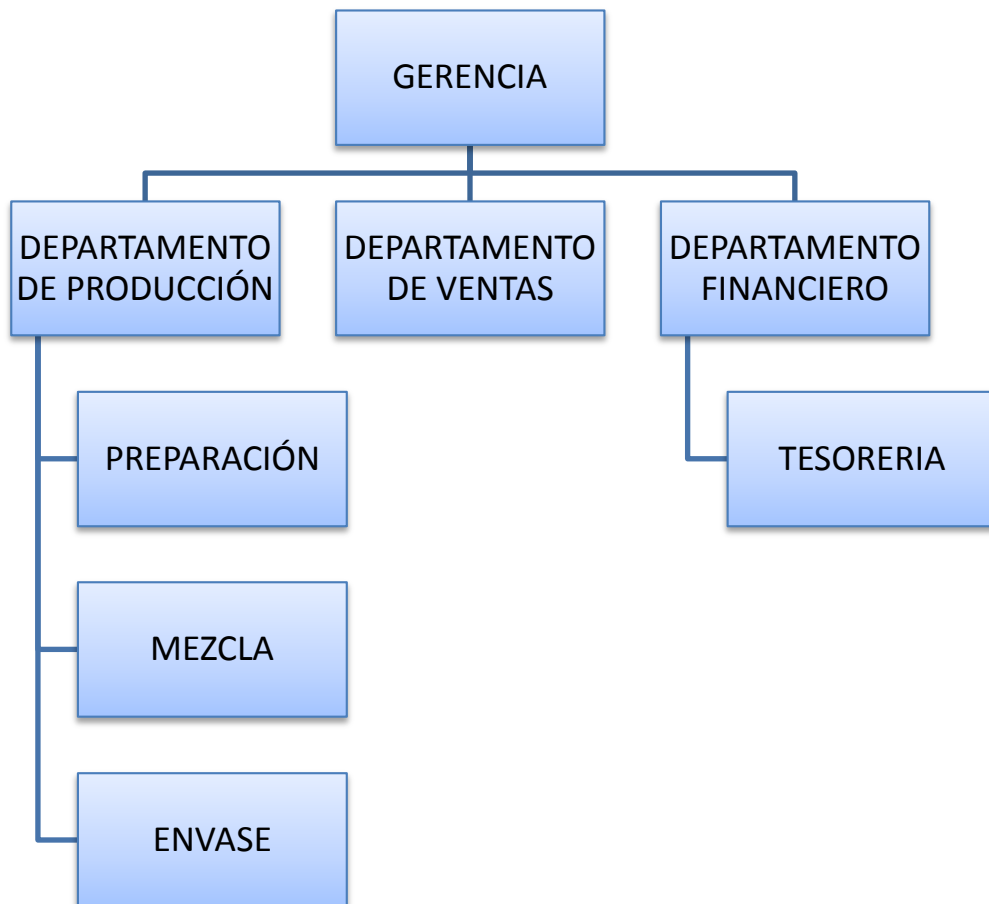 GERENCIA
DEPARTAMENTO
DE PRODUCCIÓN
DEPARTAMENTO
DE VENTAS
DEPARTAMENTO
FINANCIERO
PREPARACIÓN
TESORERIA
MEZCLA
ENVASE